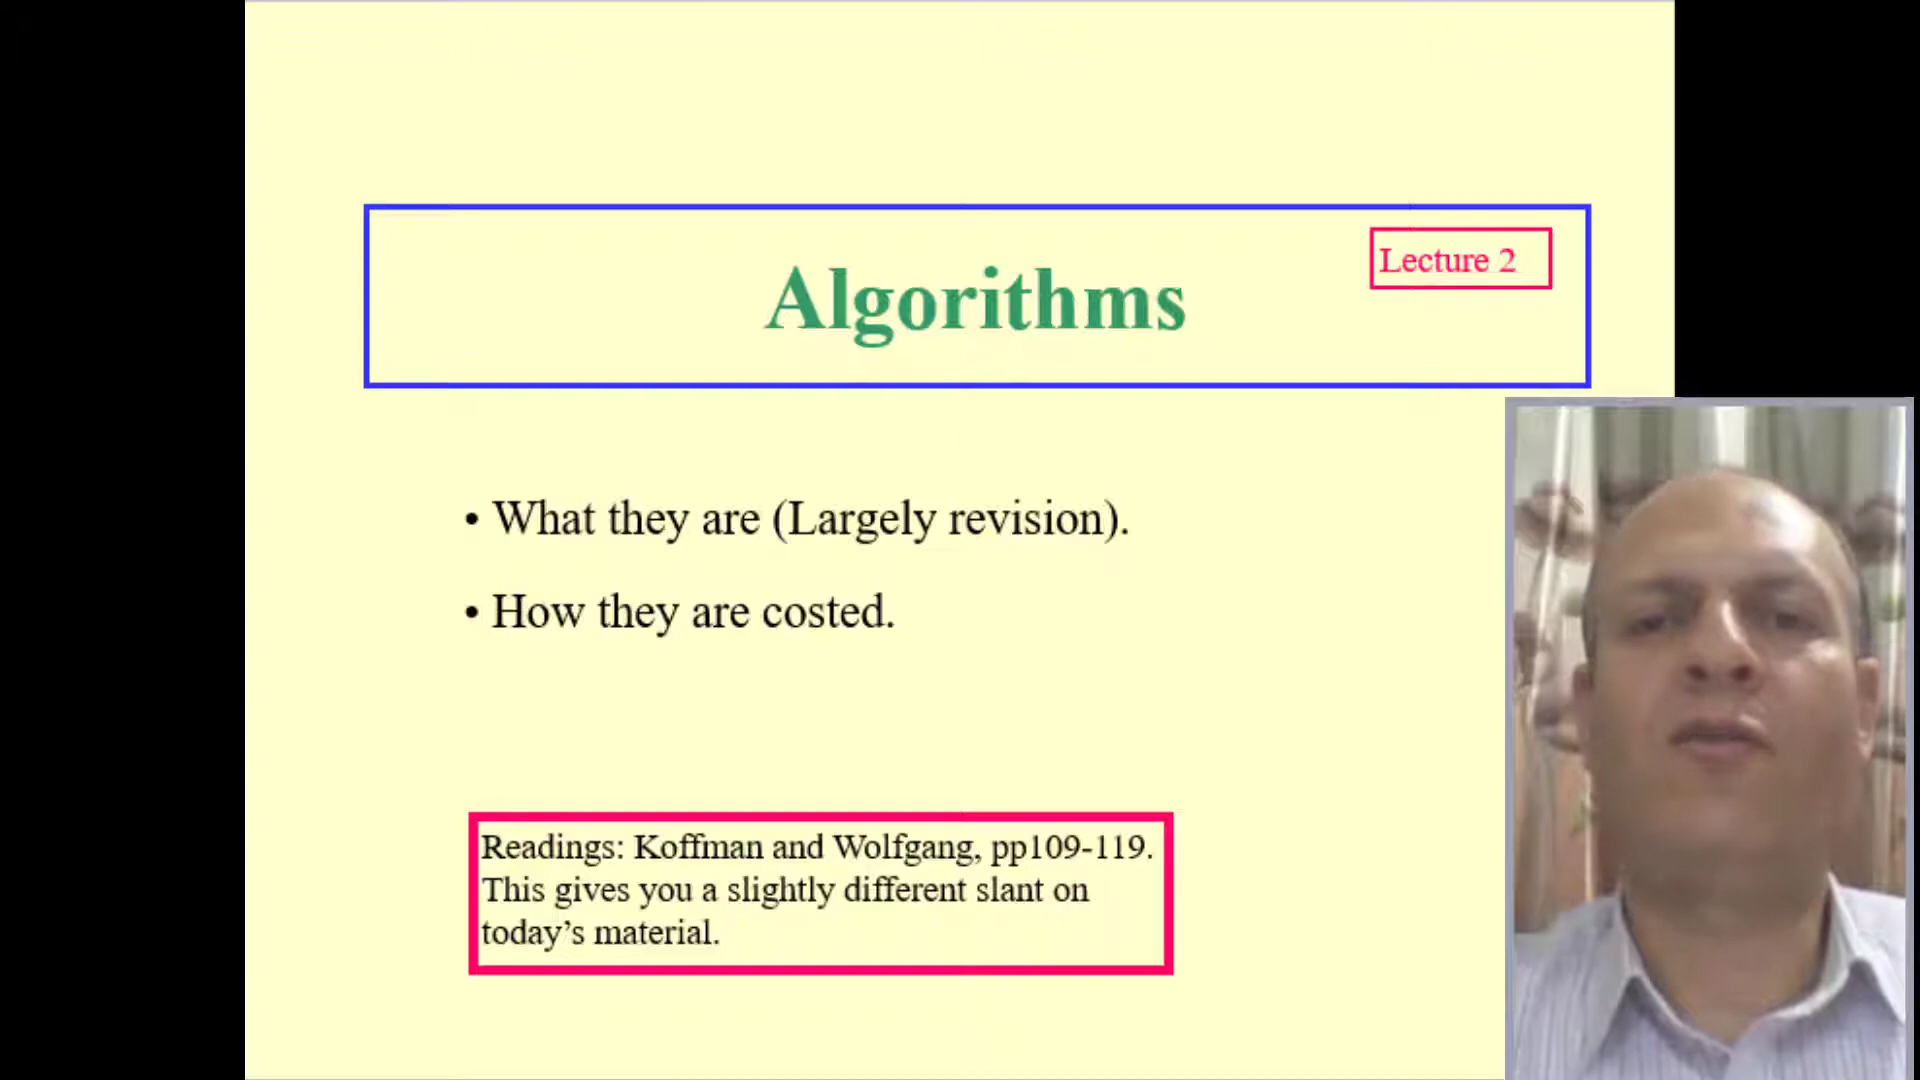 Lecture 2
Algorithms
• What they are (Largely revision).
• How they are costed.
Readings: Koffman and Wolfgang, pp109-119.
This gives you a slightly different slant on
today’s material.